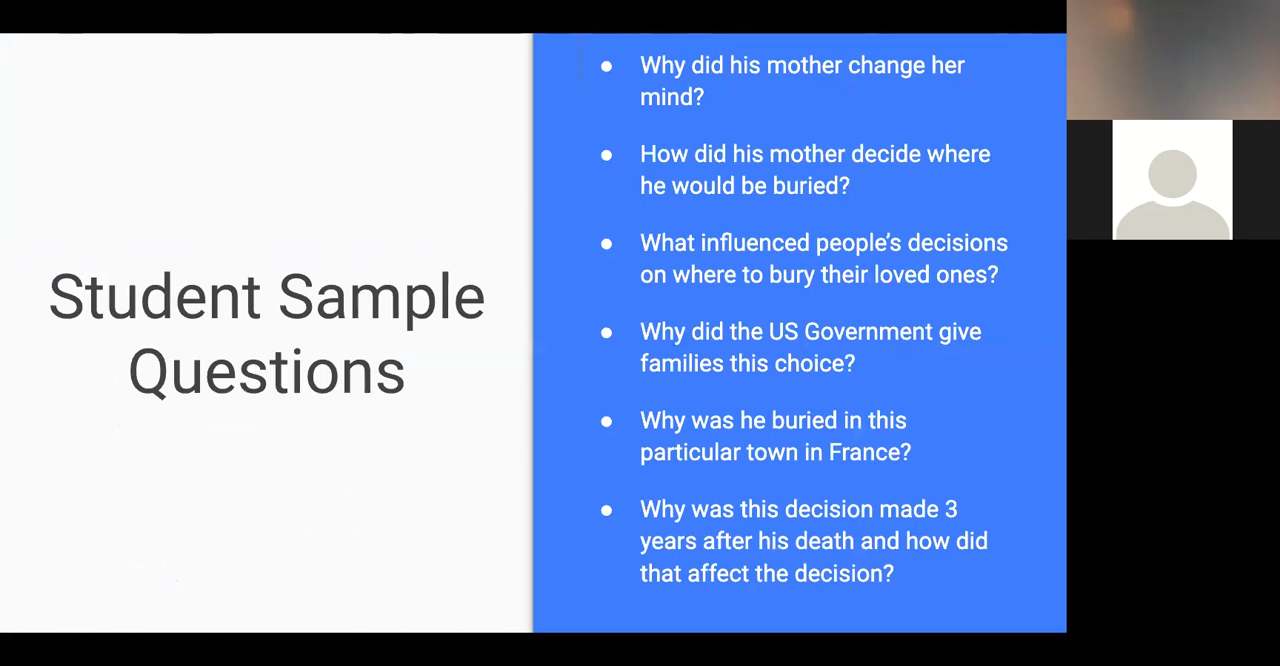 Student Sample
Questions
• Why did his mother change her
mind?
• How did his mother decide where
he would be buried?
• What influenced people’s decisions
on where to bury their loved ones?
• Why did the US Government give
families this choice?
• Why was he buried in this
particular town in France?
• Why was this decision made 3
years after his death and how did
that affect the decision?